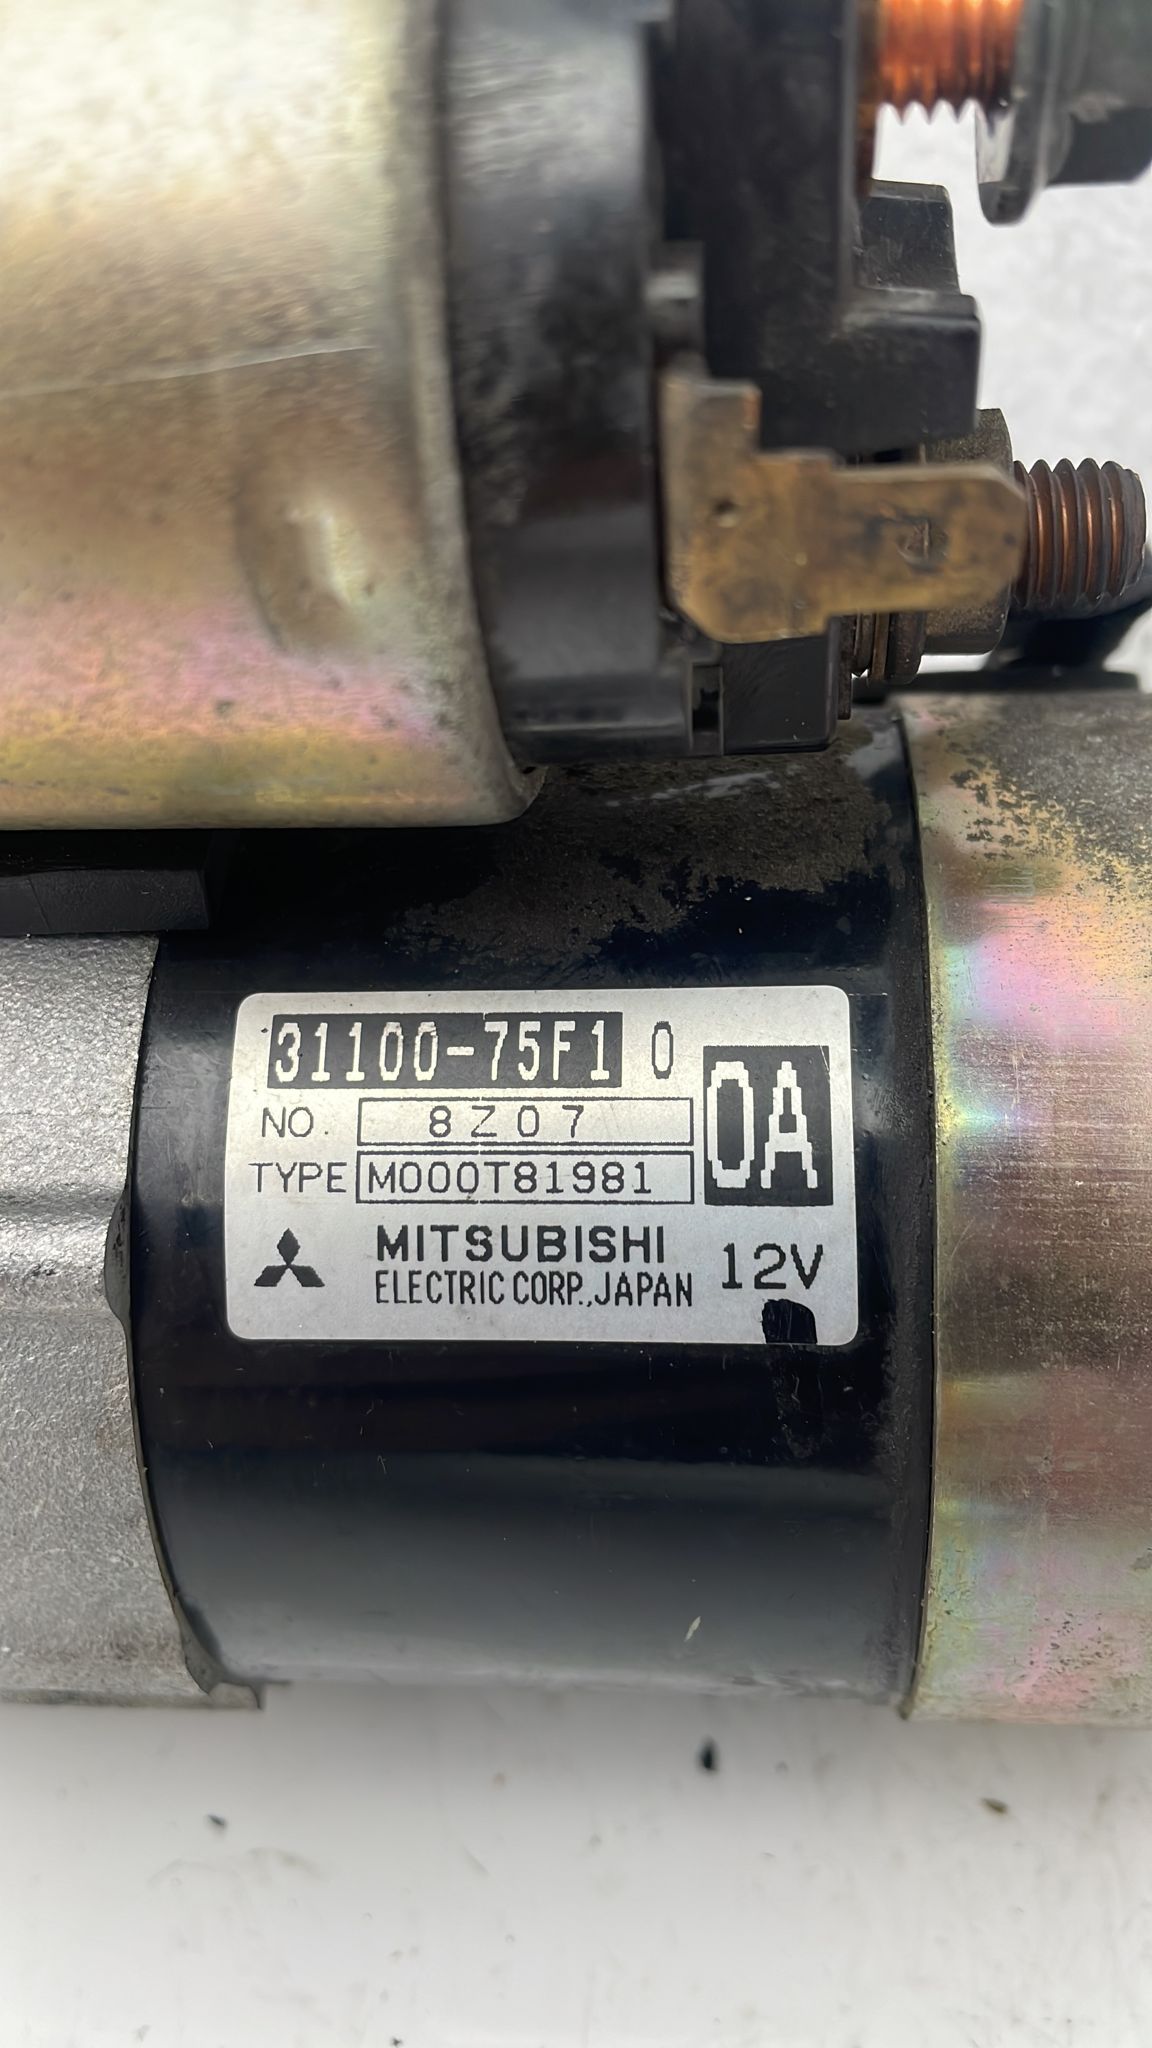 31100-75F1 0
0A
NO. 8Z07
TYPE M000T81981
MITSUBISHI
ELECTRIC CORP., JAPAN
12V